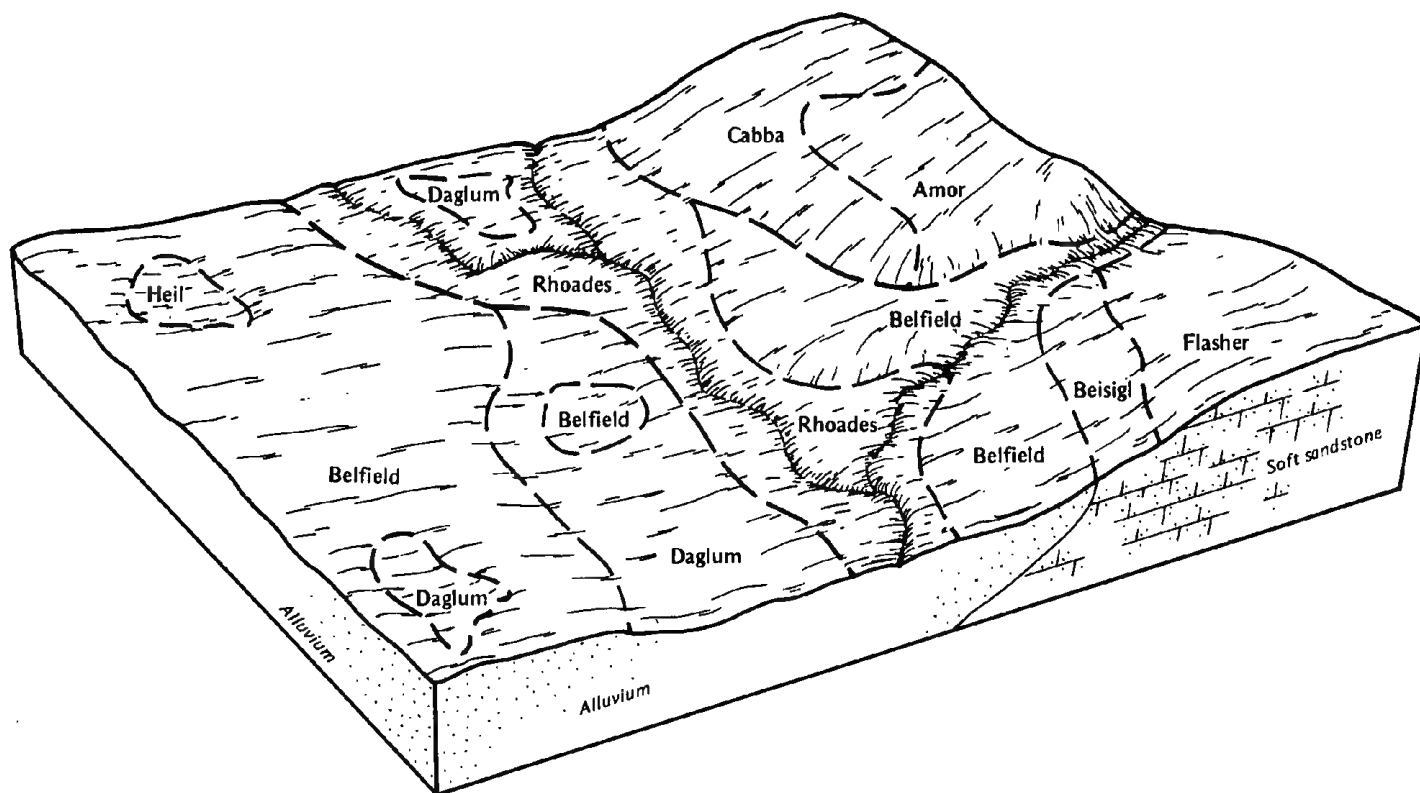 Cabba
Daglum
Amor
Rhoades
Heil
Belfield
Flasher
Beisigl
Belfield
Rhoades
Belfield
Soft sandstone
Belfield
Daglum
Daglum
Alluvium
Alluvium